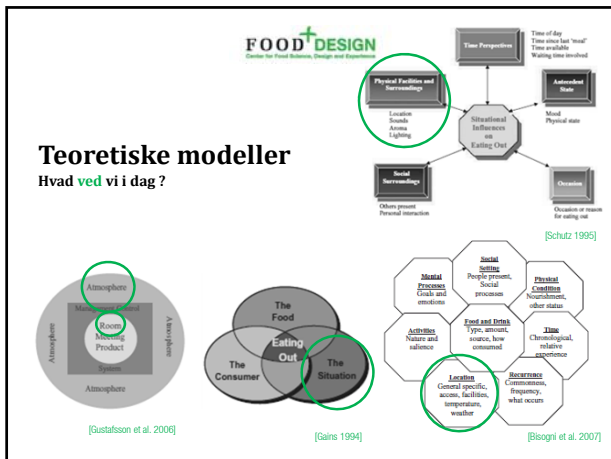 FOOD+DESIGN
Center for Food Science, Design and Experience
Time Perspectives
Time of day
Time since last 'meal'
Time available
Waiting time involved
Physical Facilities and
Surroundings
Location
Sounds
Aroma
Lighting
Antecedent
State
Mood
Physical state
Situational
Influences
on
Eating Out
Social
Surroundings
Others present
Personal interaction
Occasion
Occasion or reason
for eating out
[Schutz 1995]
Teoretiske modeller
Hvad ved vi i dag ?
Atmosphere
Management Control
Room
Meeting
Product
System
Atmosphere
Atmosphere
Atmosphere
[Gustafsson et al. 2006]
The
Food
Eating
Out
The
Consumer
The
Situation
[Gains 1994]
Social
Setting
People present,
Social
processes
Mental
Processes
Goals and
emotions
Physical
Condition
Nourishment,
other status
Food and Drink
Type, amount,
source, how
consumed
Activities
Nature and
salience
Time
Chronological,
relative
experience
Location
General specific,
access, facilities,
temperature,
weather
Recurrence
Commonness,
frequency,
what occurs
[Bisogni et al. 2007]